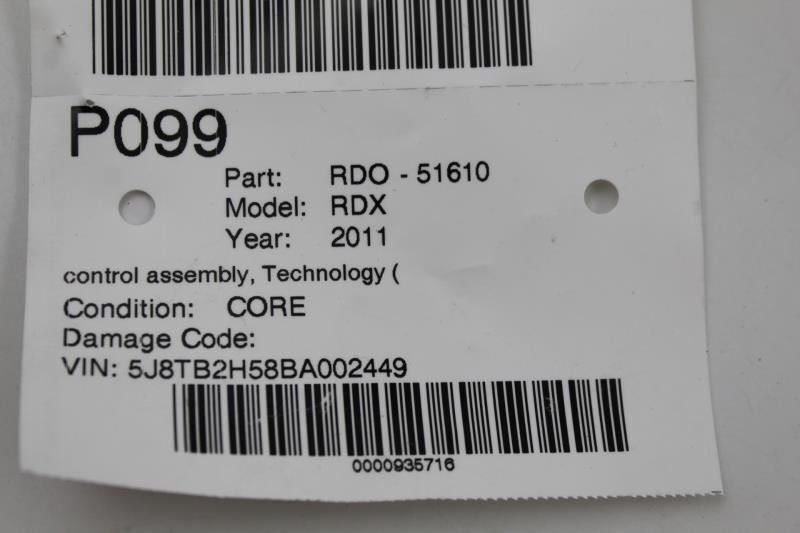 P099
Part: RDO - 51610
Model: RDX
Year: 2011
control assembly, Technology (
Condition: CORE
Damage Code:
VIN: 5J8TB2H58BA002449
0000935716